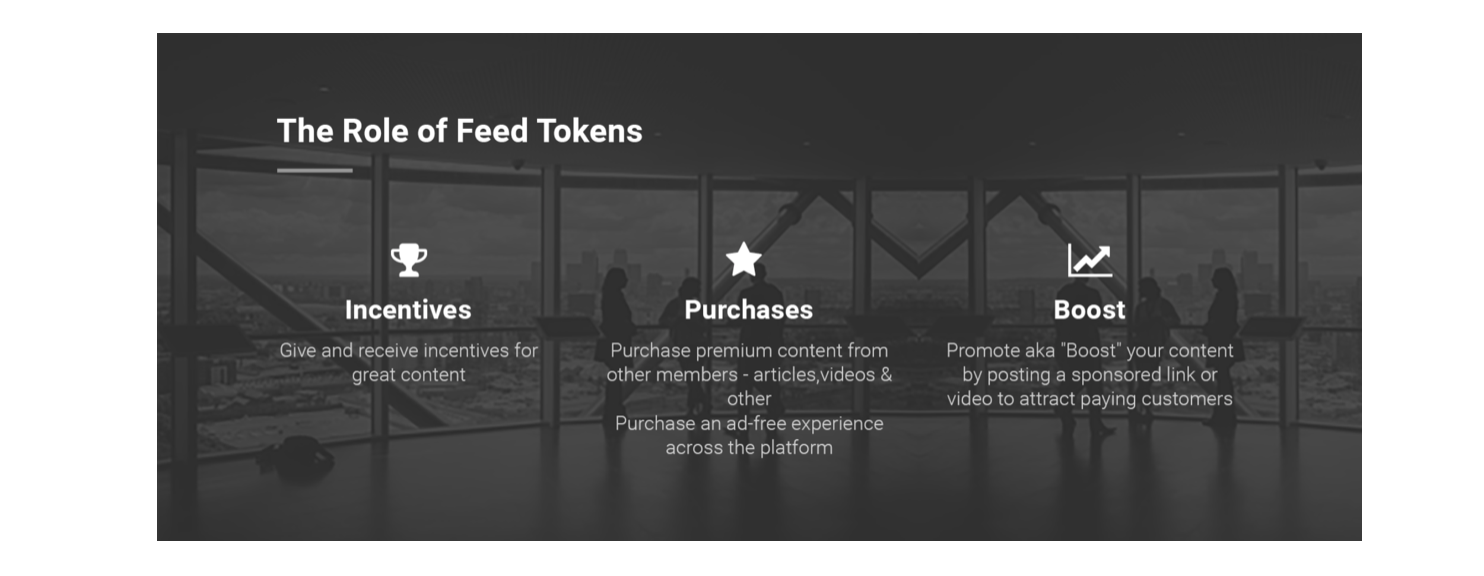 The Role of Feed Tokens
Incentives
Give and receive incentives for
great content
Purchases
Purchase premium content from
other members - articles,videos &
other
Purchase an ad-free experience
across the platform
Boost
Promote aka "Boost" your content
by posting a sponsored link or
video to attract paying customers